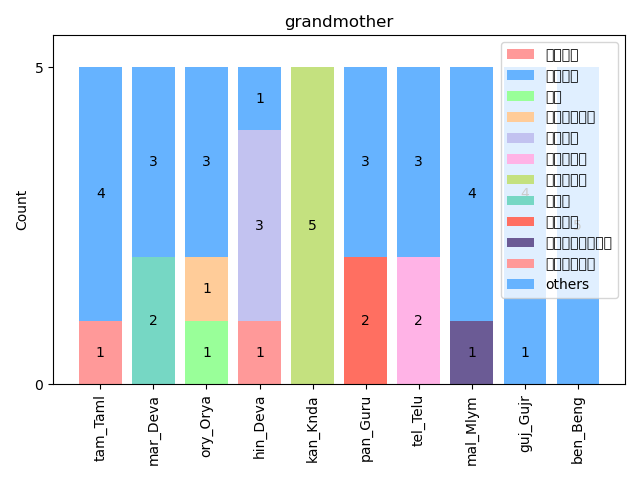 grandmother
Count
5
0
4
1
3
2
3
1
1
1
3
1
5
3
2
3
2
4
1
4
1
5
tam_Taml
mar_Deva
ory_Orya
hin_Deva
kan_Knda
pan_Guru
tel_Telu
mal_Mlym
guj_Gujr
ben_Beng
others